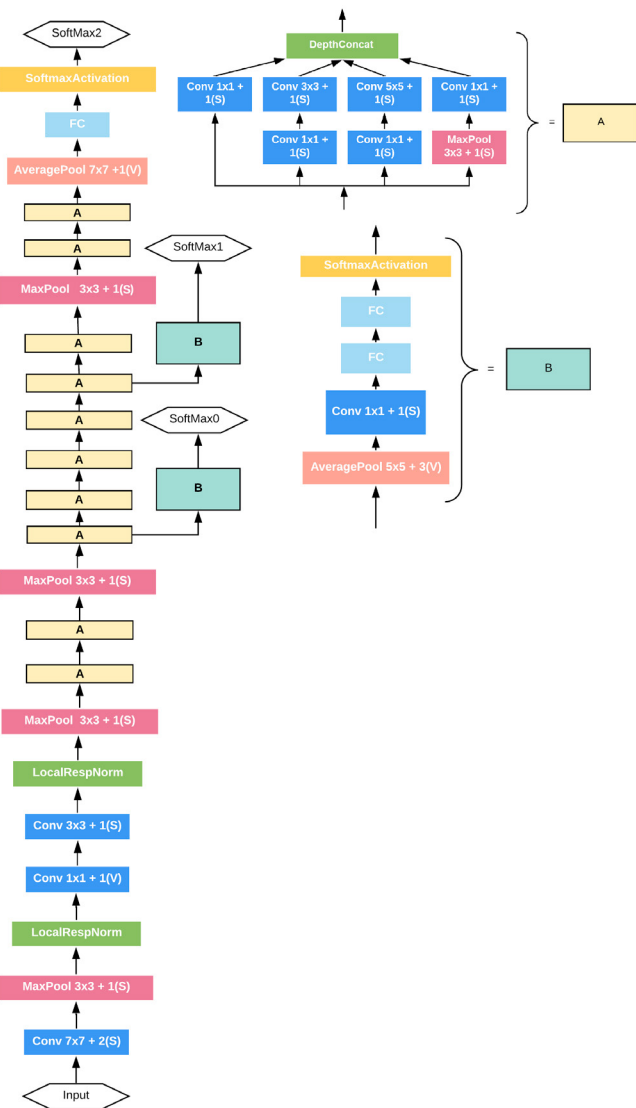 SoftMax2
SoftmaxActivation
FC
AveragePool 7x7 +1(V)
A
A
MaxPool 3x3 + 1(S)
A
A
A
A
A
A
MaxPool 3x3 + 1(S)
A
A
MaxPool 3x3 + 1(S)
LocalRespNorm
Conv 3x3 + 1(S)
Conv 1x1 + 1(V)
LocalRespNorm
MaxPool 3x3 + 1(S)
Conv 7x7 + 2(S)
Input
SoftMax1
B
SoftMax0
B
DepthConcat
Conv 1x1 +
1(S)
Conv 3x3 +
1(S)
Conv 5x5 +
1(S)
Conv 1x1 +
1(S)
Conv 1x1 +
1(S)
Conv 1x1 +
1(S)
MaxPool
3x3 + 1(S)
=
A
SoftmaxActivation
FC
FC
Conv 1x1 + 1(S)
AveragePool 5x5 + 3(V)
=
B